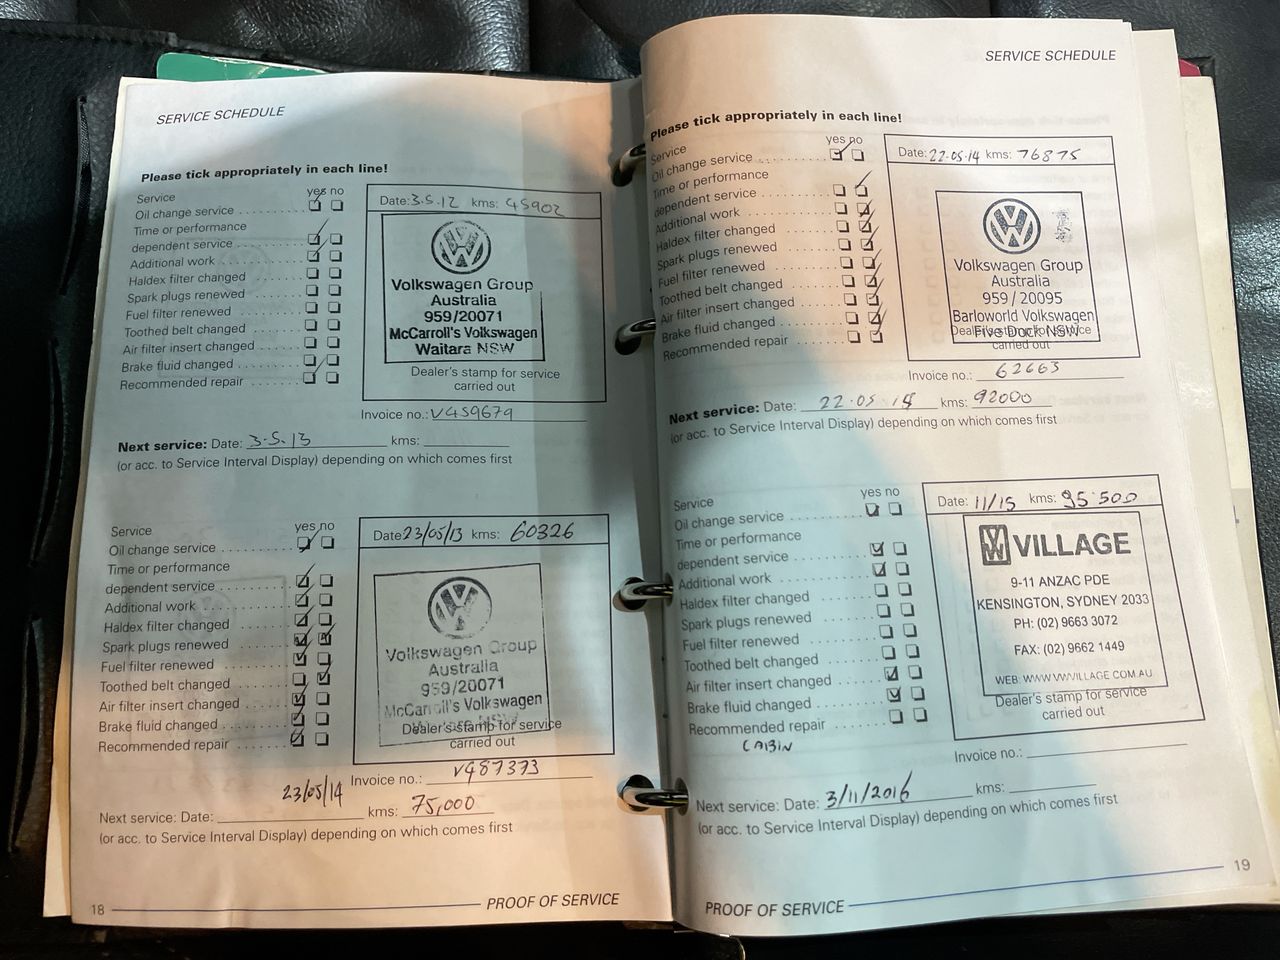 SERVICE SCHEDULE
Please tick appropriately in each line!
Service yes no
Oil change service
Time or performance
dependent service
Additional work
Haldex filter changed
Spark plugs renewed
Fuel filter renewed
Toothed belt changed
Air filter insert changed
Brake fluid changed
Recommended repair
Date: 3.5.12 kms: 45902
Volkswagen Group
Australia
959/20071
McCarroll's Volkswagen
Waitara NSW
Dealer's stamp for service
carried out
Invoice no.: V459679
Next service: Date: 3.5.13 kms:
(or acc. to Service Interval Display) depending on which comes first
Service yes no
Oil change service
Time or performance
dependent service
Additional work
Haldex filter changed
Spark plugs renewed
Fuel filter renewed
Toothed belt changed
Air filter insert changed
Brake fluid changed
Recommended repair
Date: 23/05/13 kms: 60326
Volkswagen Group
Australia
959/20071
McCarroll's Volkswagen
Dealer's stamp for service
carried out
Invoice no.: V487373
23/05/14
Next service: Date: kms: 75,000
(or acc. to Service Interval Display) depending on which comes first
18 PROOF OF SERVICE
SERVICE SCHEDULE
Please tick appropriately in each line!
Service yes no
Oil change service
Time or performance
dependent service
Additional work
Haldex filter changed
Spark plugs renewed
Fuel filter renewed
Toothed belt changed
Air filter insert changed
Brake fluid changed
Recommended repair
Date: 22.05.14 kms: 76875
Volkswagen Group
Australia
959 / 20095
Barloworld Volkswagen
Five Dock NSW
Dealer's stamp for service
carried out
Invoice no.: 62663
Next service: Date: 22.05.15 kms: 92000
(or acc. to Service Interval Display) depending on which comes first
Service yes no
Oil change service
Time or performance
dependent service
Additional work
Haldex filter changed
Spark plugs renewed
Fuel filter renewed
Toothed belt changed
Air filter insert changed
Brake fluid changed
Recommended repair
CABIN
Date: 11/15 kms: 95500
VW VILLAGE
9-11 ANZAC PDE
KENSINGTON, SYDNEY 2033
PH: (02) 9663 3072
FAX: (02) 9662 1449
WEB: WWW.VWVILLAGE.COM.AU
Dealer's stamp for service
carried out
Invoice no.:
Next service: Date: 3/11/2016 kms:
(or acc. to Service Interval Display) depending on which comes first
PROOF OF SERVICE 19